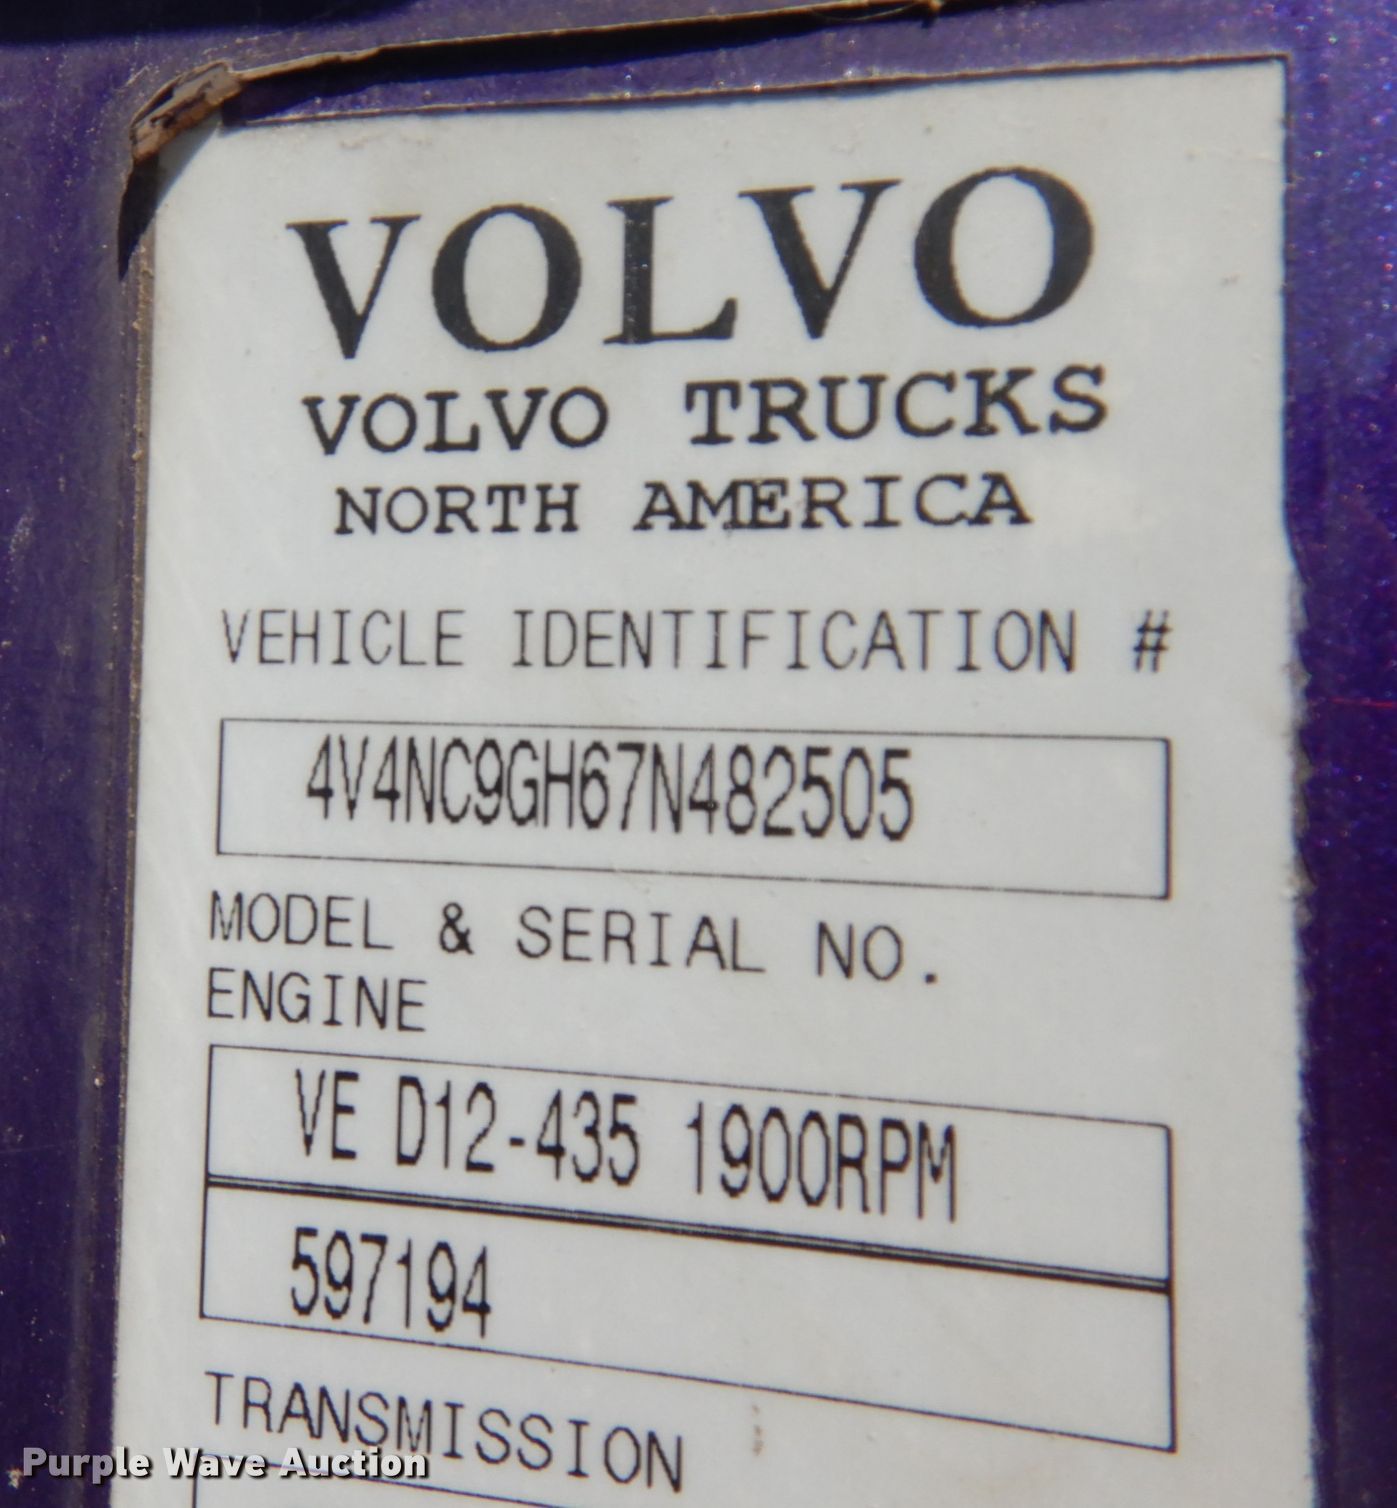 VOLVO
VOLVO TRUCKS
NORTH AMERICA
VEHICLE IDENTIFICATION #
4V4NC9GH67N482505
MODEL & SERIAL NO.
ENGINE
VE D12-435 1900RPM
597194
TRANSMISSION
Purple Wave Auction